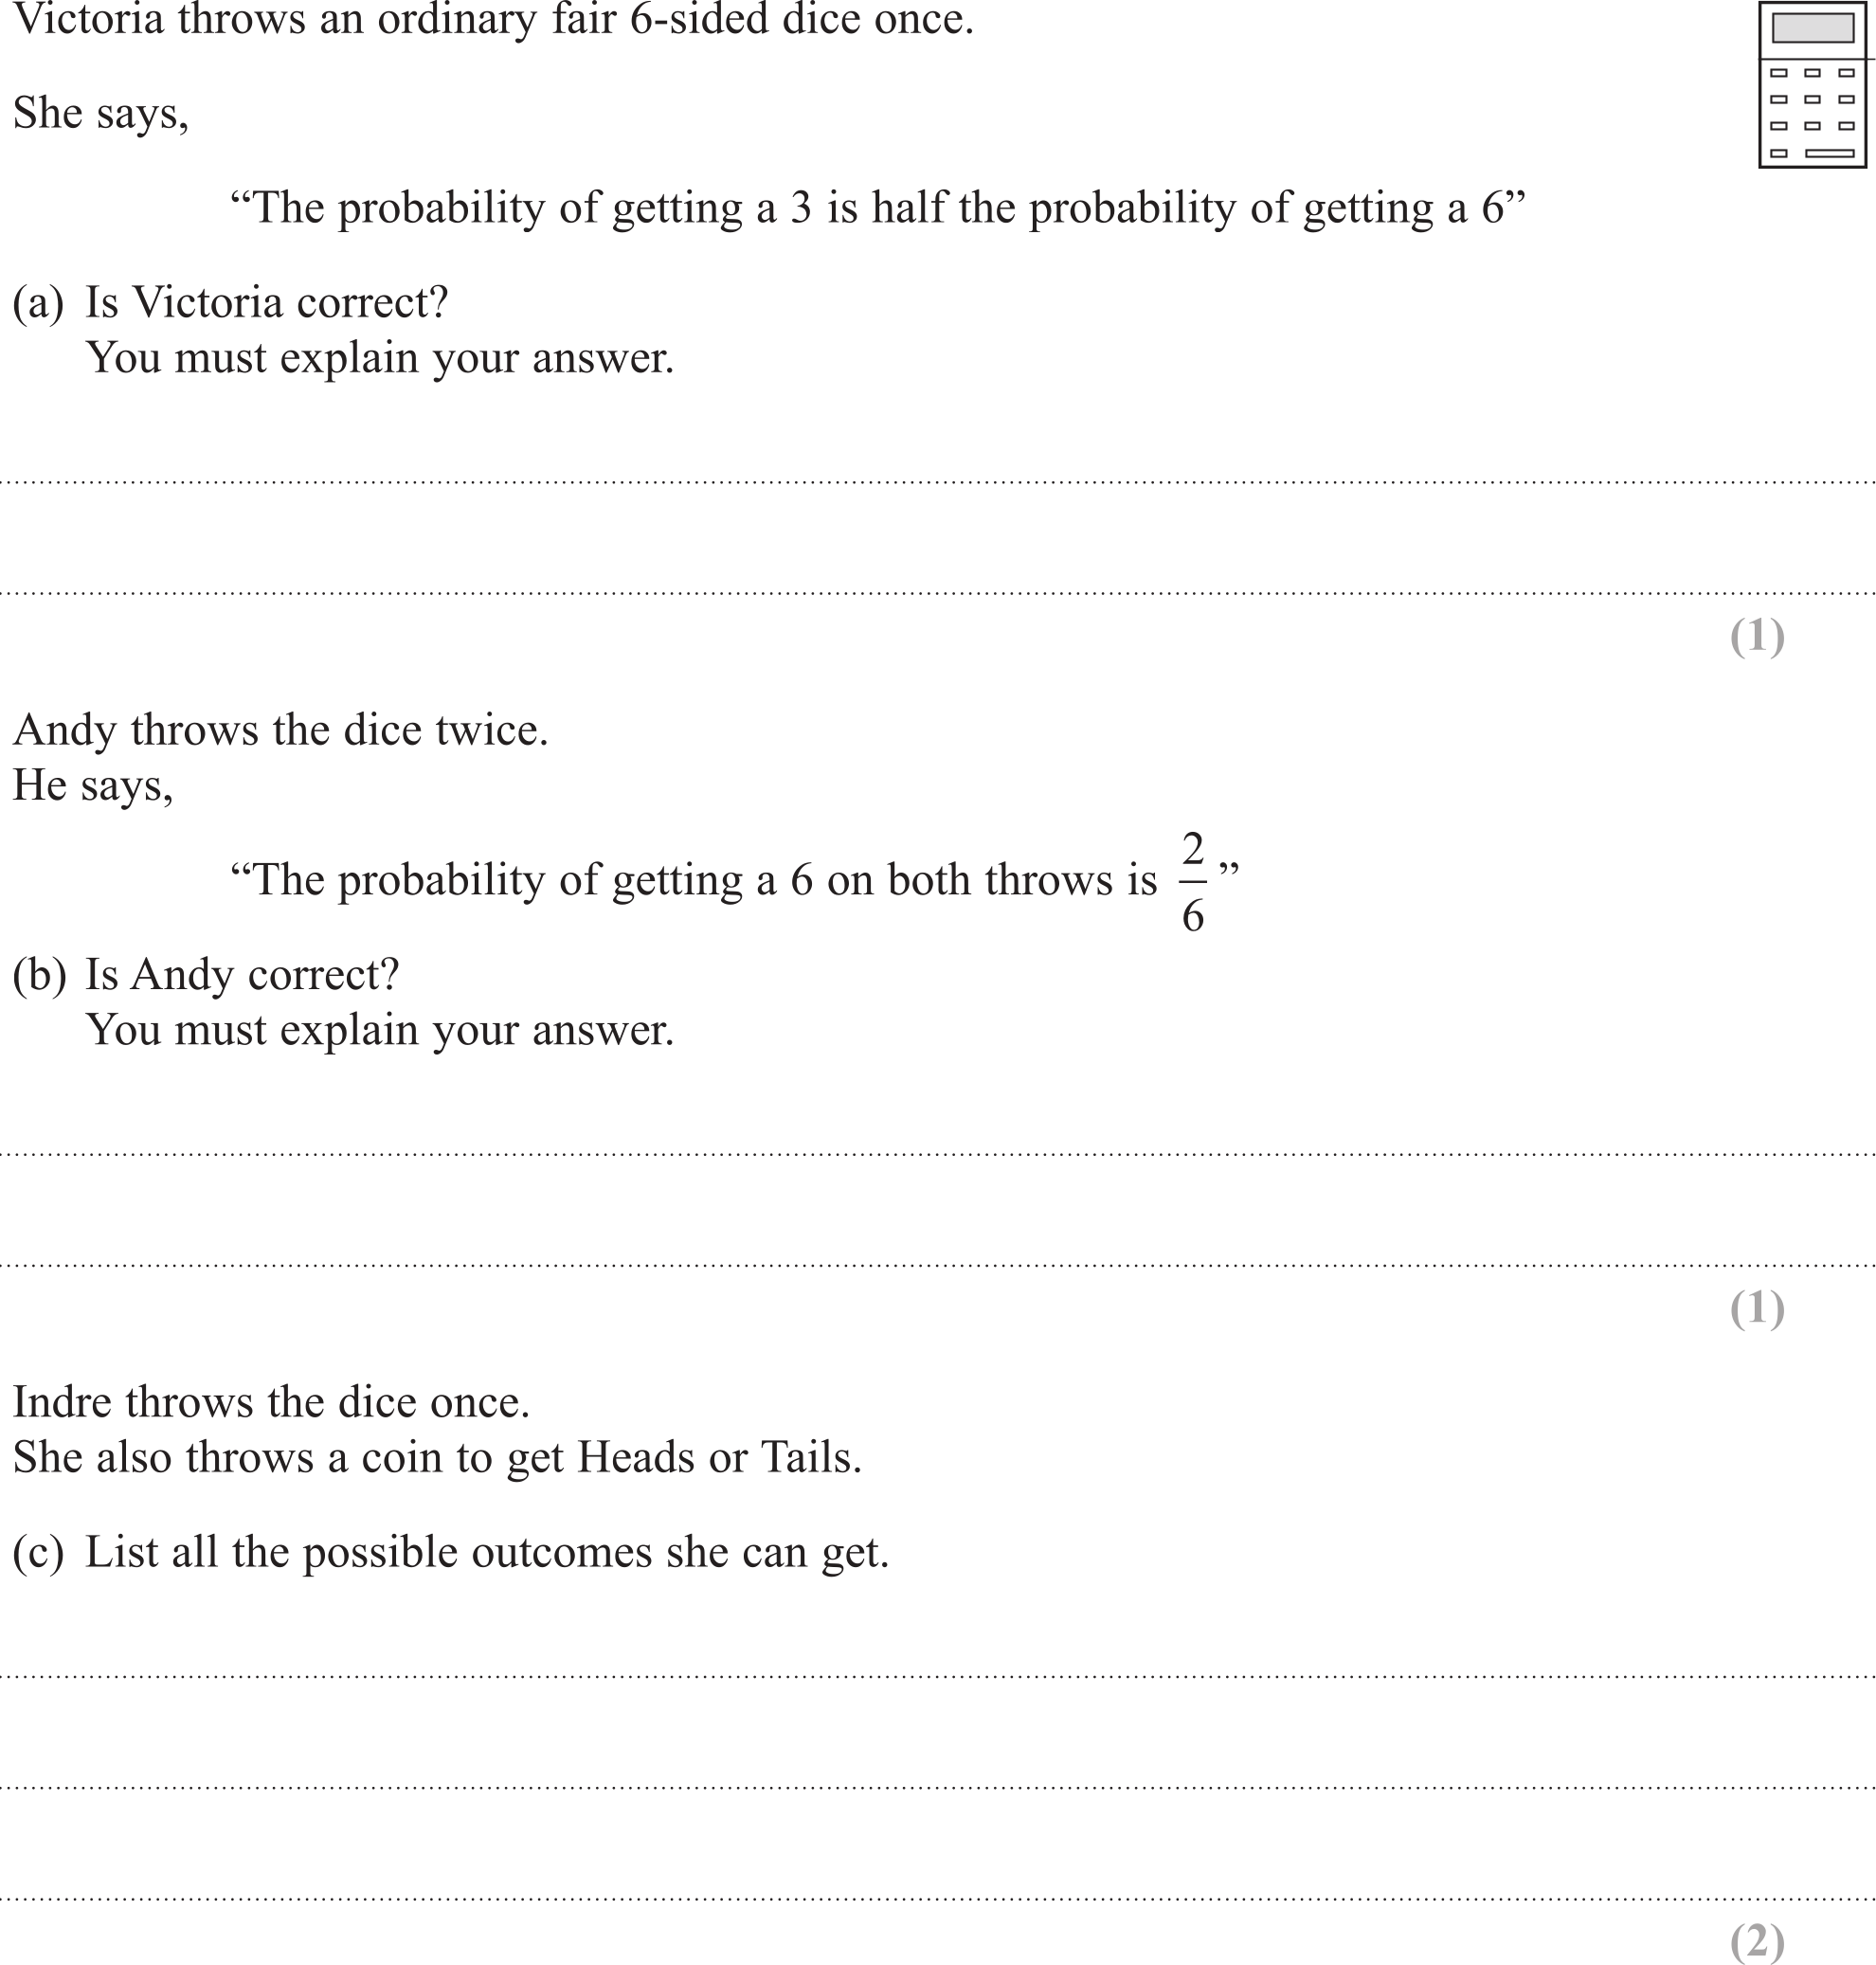 Victoria throws an ordinary fair 6-sided dice once.
She says,
“The probability of getting a 3 is half the probability of getting a 6”
(a) Is Victoria correct?
You must explain your answer.
(1)
Andy throws the dice twice.
He says,
“The probability of getting a 6 on both throws is 2/6”
(b) Is Andy correct?
You must explain your answer.
(1)
Indre throws the dice once.
She also throws a coin to get Heads or Tails.
(c) List all the possible outcomes she can get.
(2)